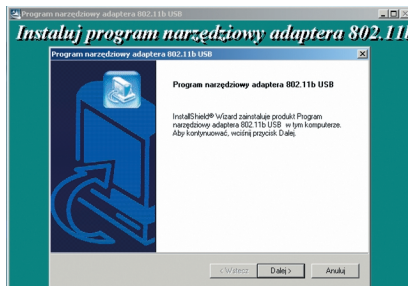 Program narzędziowy adaptera 802.11b USB
Instaluj program narzędziowy adaptera 802.11b
Program narzędziowy adaptera 802.11b USB
Program narzędziowy adaptera 802.11b USB
InstallShield® Wizard zainstaluje produkt Program
narzędziowy adaptera 802.11b USB w tym komputerze.
Aby kontynuować, wciśnij przycisk Dalej.
< Wstecz
Dalej >
Anuluj